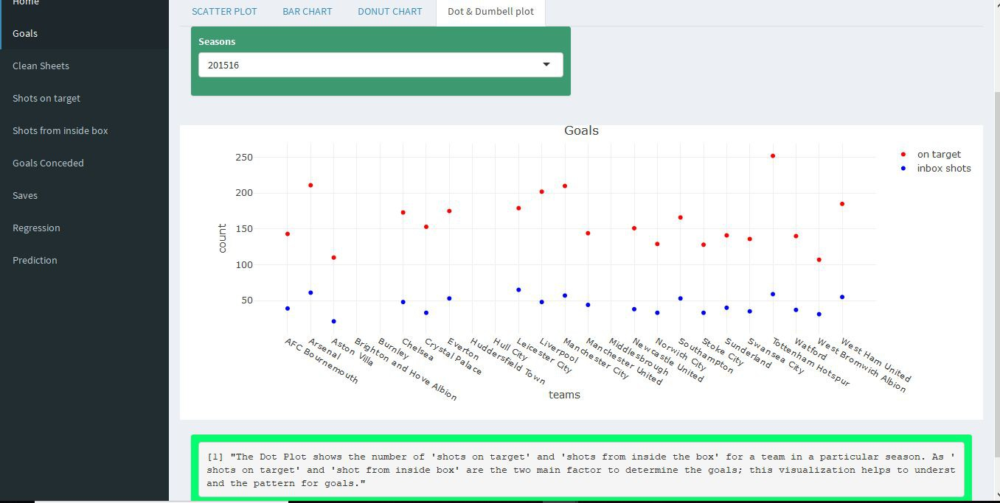 Home
Goals
Clean Sheets
Shots on target
Shots from inside box
Goals Conceded
Saves
Regression
Prediction
SCATTER PLOT
BAR CHART
DONUT CHART
Dot & Dumbell plot
Seasons
201516
Goals
on target
inbox shots
count
250
200
150
100
50
AFC Bournemouth
Arsenal
Aston Villa
Brighton and Hove Albion
Burnley
Chelsea
Crystal Palace
Everton
Huddersfield Town
Hull City
Leicester City
Liverpool
Manchester City
Manchester United
Middlesbrough
Newcastle United
Norwich City
Southampton
Stoke City
Sunderland
Swansea City
Tottenham Hotspur
Watford
West Bromwich Albion
West Ham United
teams
[1] "The Dot Plot shows the number of 'shots on target' and 'shots from inside the box' for a team in a particular season. As '
shots on target' and 'shot from inside box' are the two main factor to determine the goals; this visualization helps to underst
and the pattern for goals."